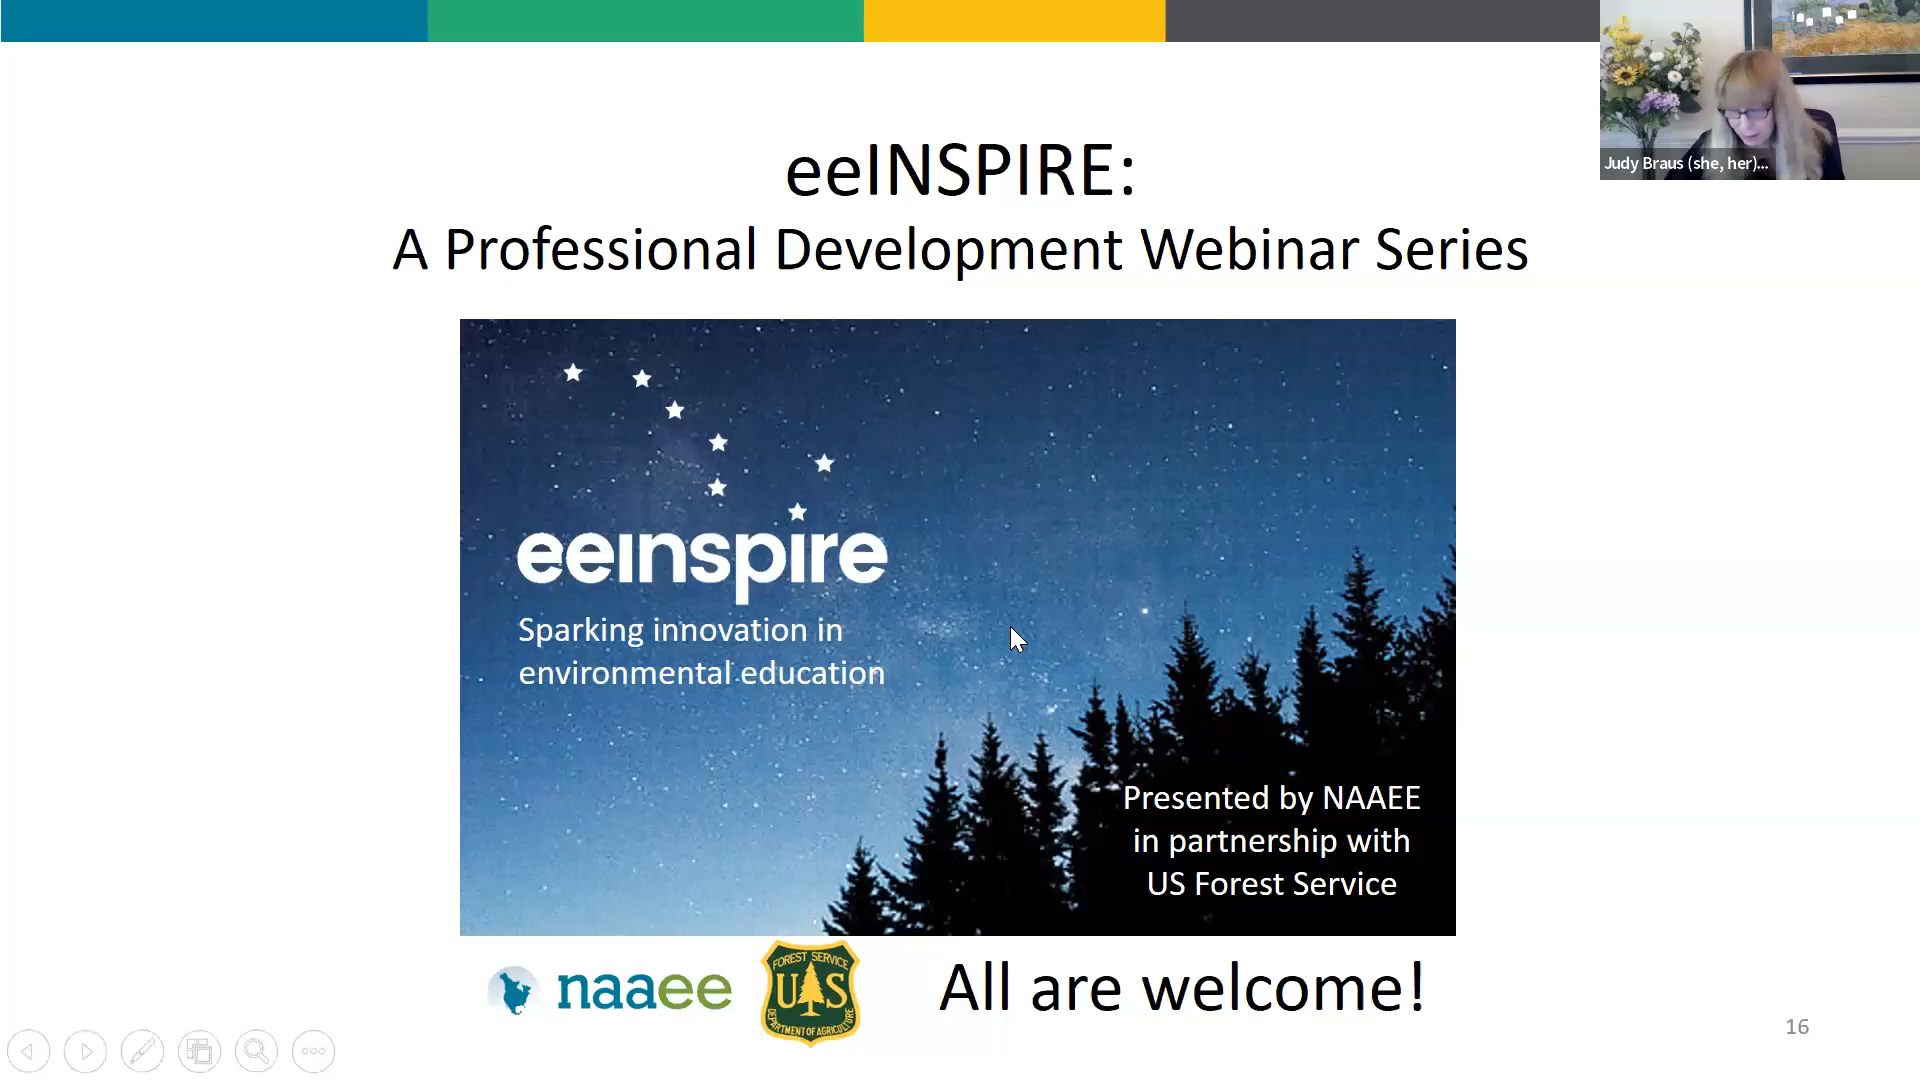 Judy Braus (she, her)...
eeINSPIRE:
A Professional Development Webinar Series
eeinspire
Sparking innovation in
environmental education
Presented by NAAEE
in partnership with
US Forest Service
naaee
FOREST SERVICE
U S
DEPARTMENT OF AGRICULTURE
All are welcome!
16